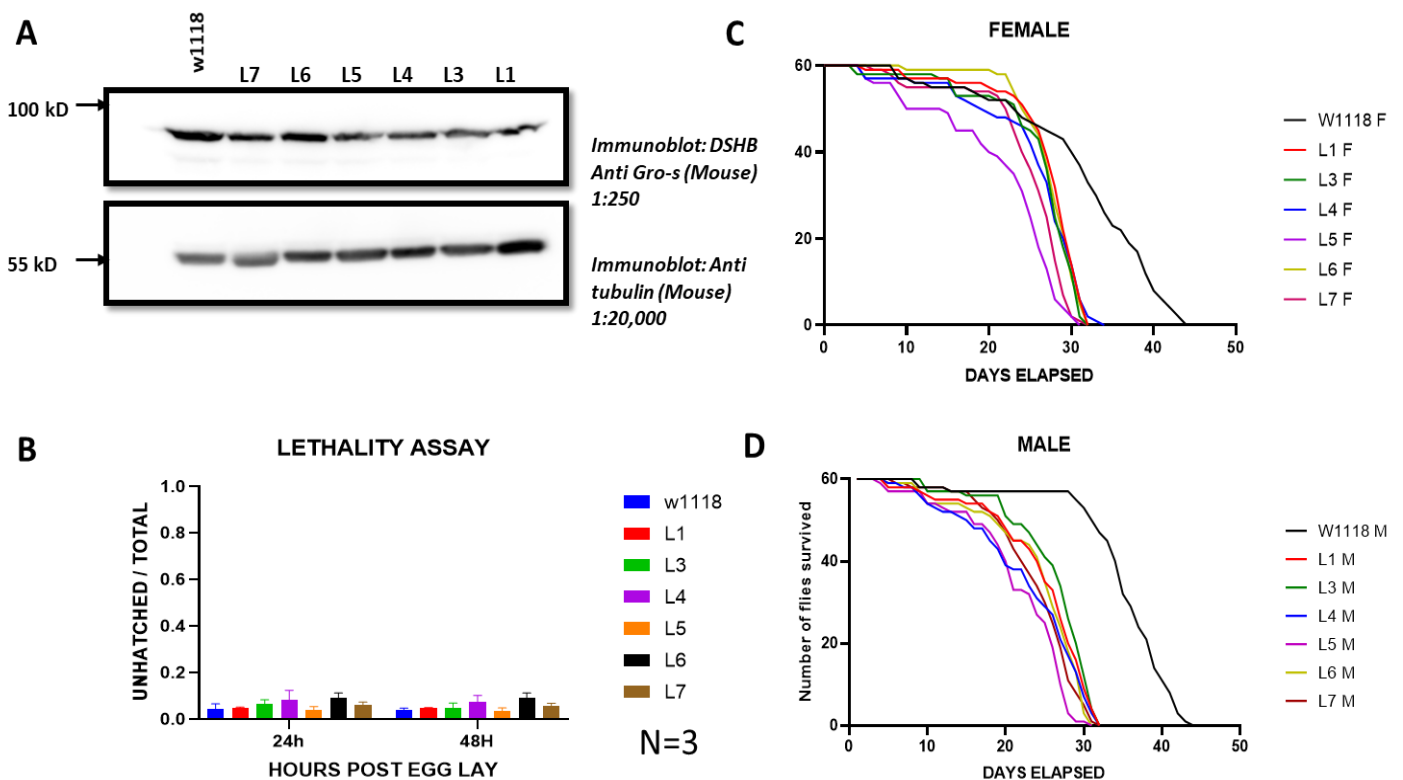 A
w1118
L7 L6 L5 L4 L3 L1
100 kD
Immunoblot: DSHB
Anti Gro-s (Mouse)
1:250
55 kD
Immunoblot: Anti
tubulin (Mouse)
1:20,000
B
LETHALITY ASSAY
UNHATCHED / TOTAL
1.0
0.8
0.6
0.4
0.2
0.0
24h 48H
HOURS POST EGG LAY
w1118
L1
L3
L4
L5
L6
L7
N=3
C
FEMALE
60
40
20
0
0 10 20 30 40 50
DAYS ELAPSED
W1118 F
L1 F
L3 F
L4 F
L5 F
L6 F
L7 F
D
MALE
Number of flies survived
60
40
20
0
0 10 20 30 40 50
DAYS ELAPSED
W1118 M
L1 M
L3 M
L4 M
L5 M
L6 M
L7 M